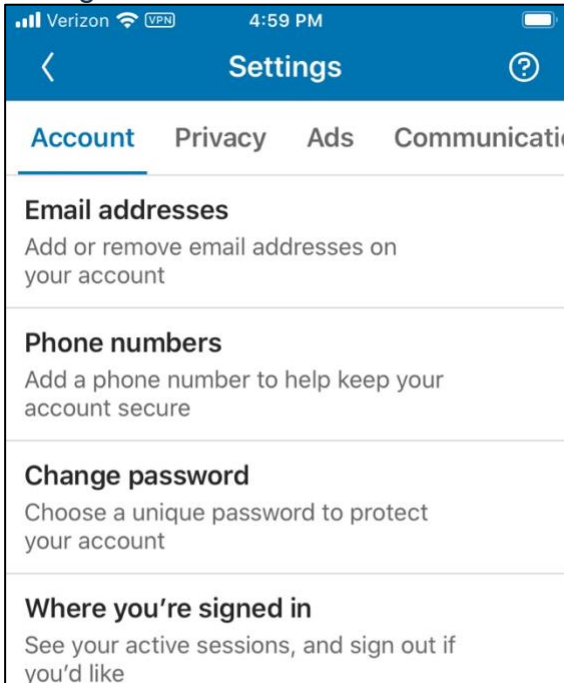 Verizon VPN 4:59 PM
Settings
Account Privacy Ads Communicati
Email addresses
Add or remove email addresses on
your account
Phone numbers
Add a phone number to help keep your
account secure
Change password
Choose a unique password to protect
your account
Where you’re signed in
See your active sessions, and sign out if
you’d like